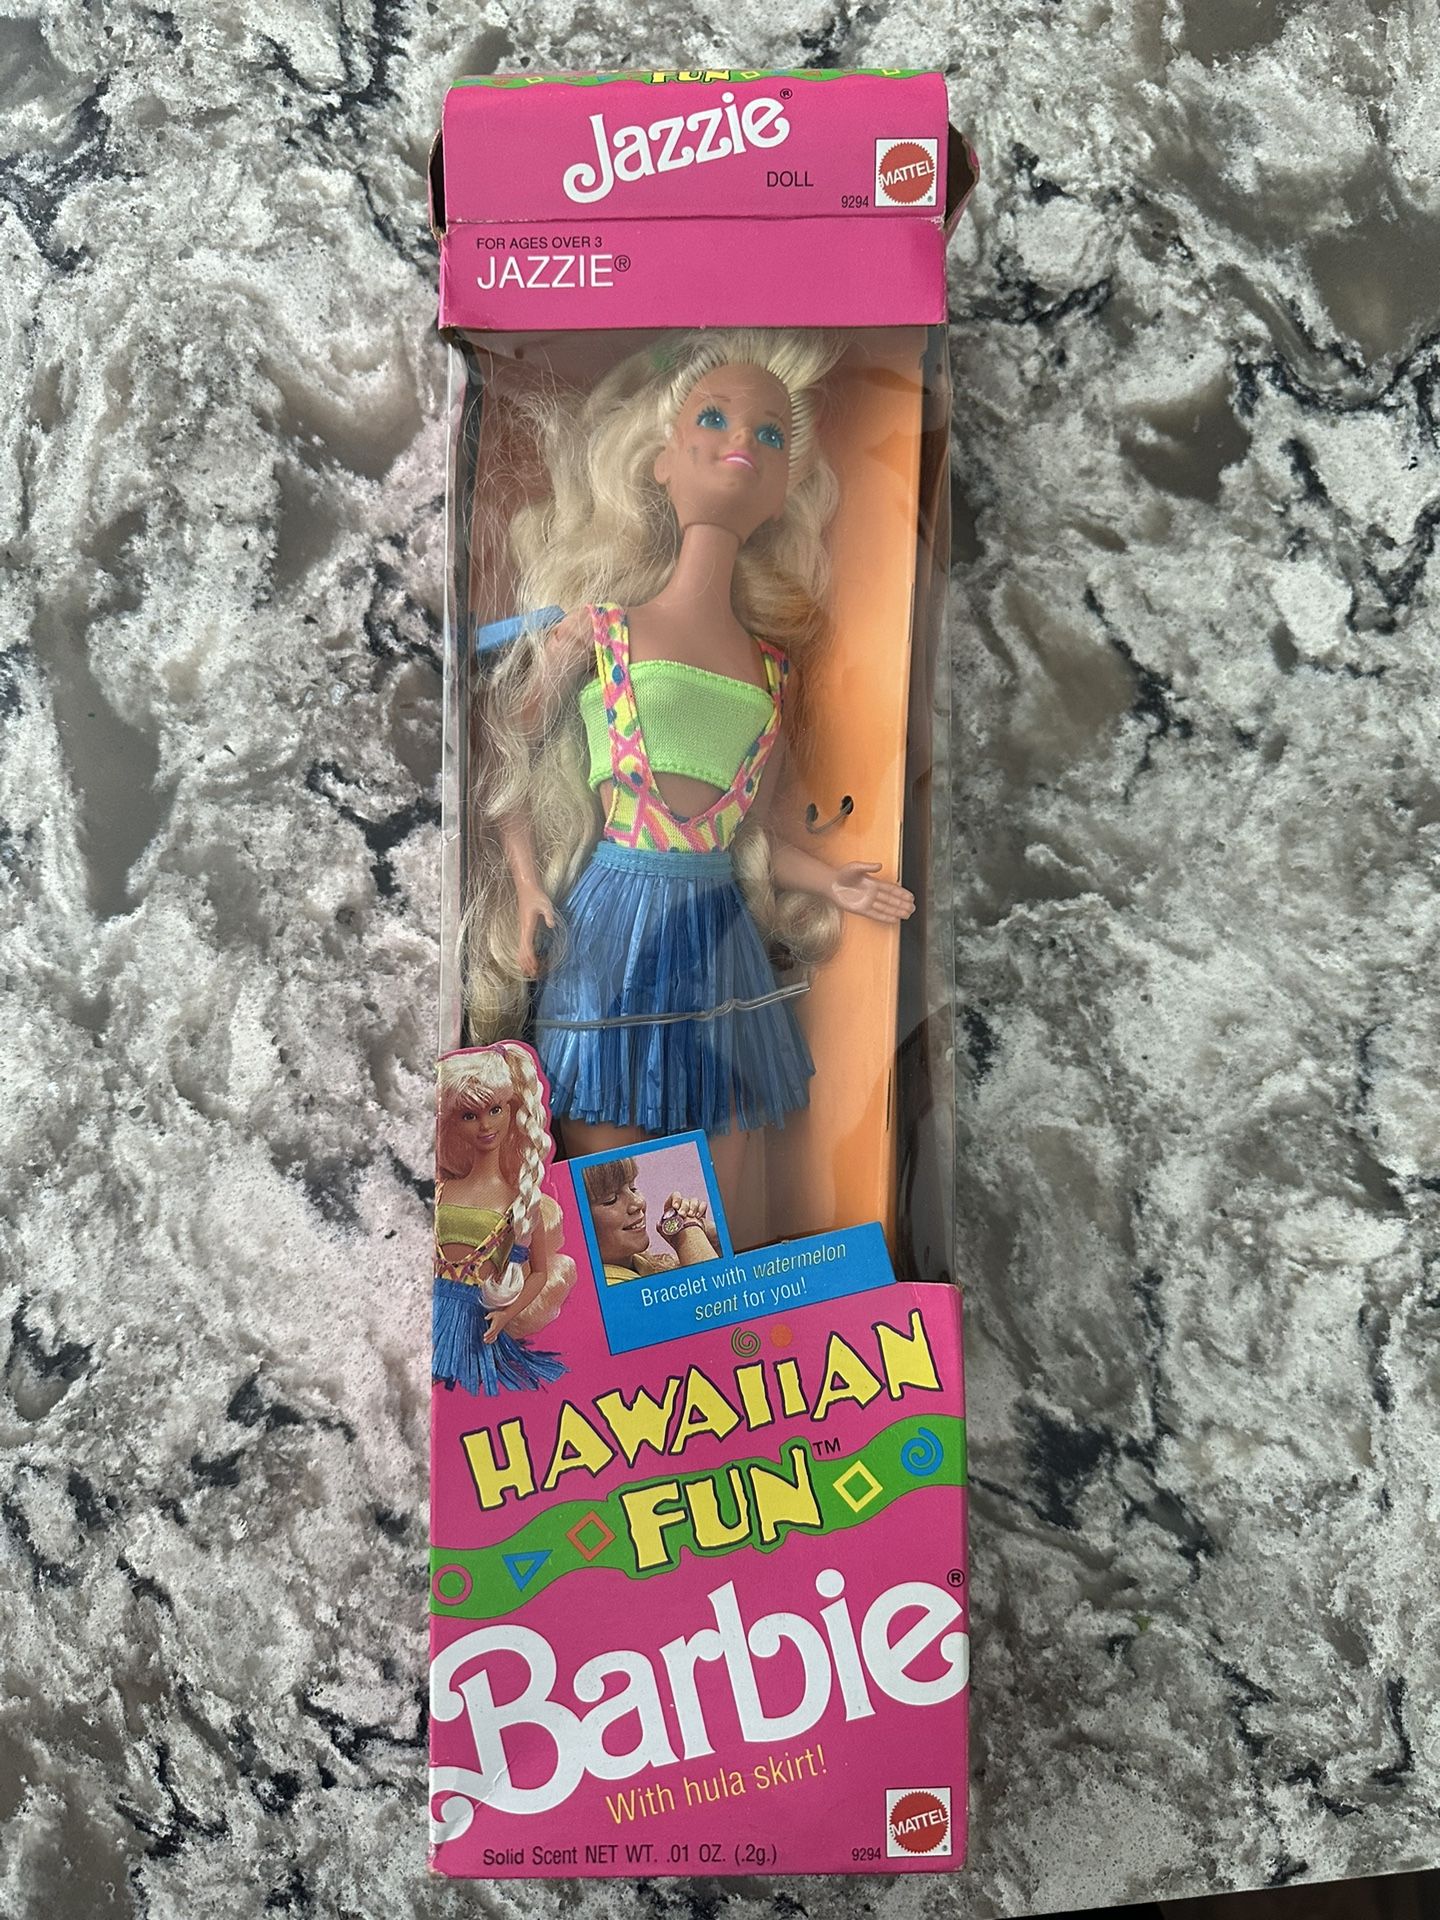 FUN
Jazzie®
DOLL
MATTEL®
9294
FOR AGES OVER 3
JAZZIE®
Bracelet with watermelon
scent for you!
HAWAIIAN
FUN™
Barbie®
With hula skirt!
MATTEL®
Solid Scent NET WT. .01 OZ. (.2g.)
9294